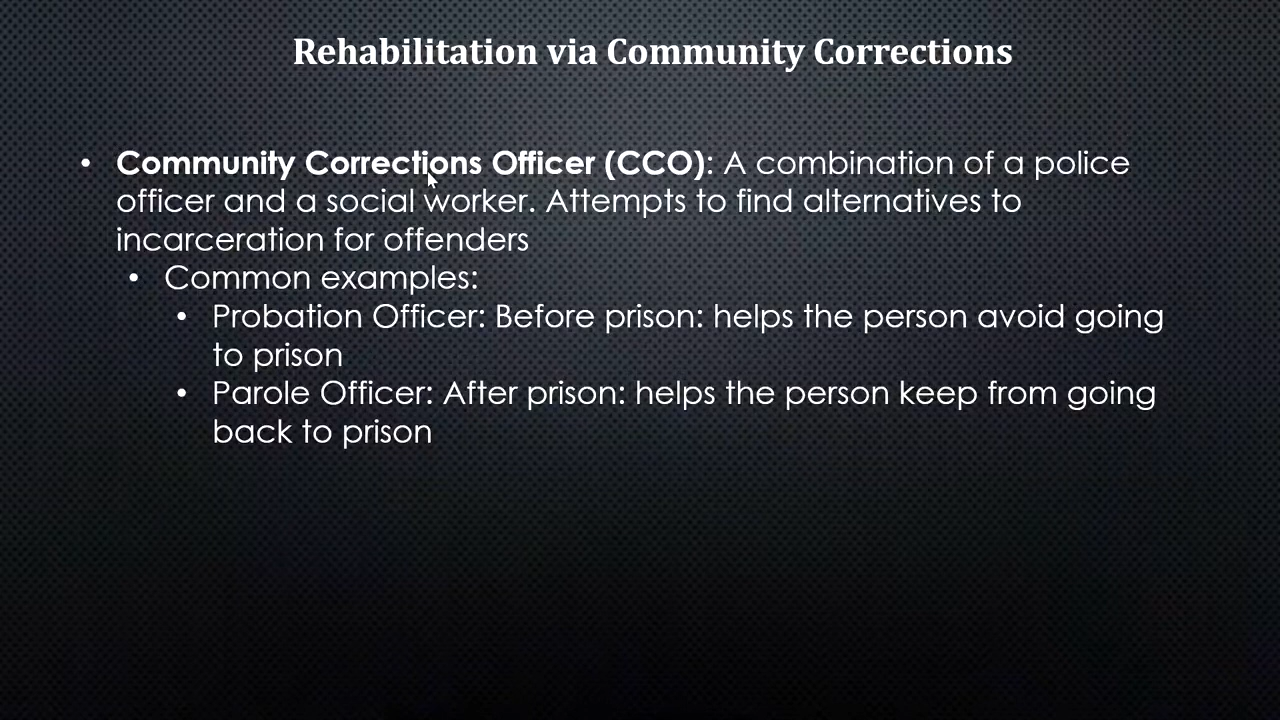 Rehabilitation via Community Corrections
• Community Corrections Officer (CCO): A combination of a police
officer and a social worker. Attempts to find alternatives to
incarceration for offenders
• Common examples:
• Probation Officer: Before prison: helps the person avoid going
to prison
• Parole Officer: After prison: helps the person keep from going
back to prison